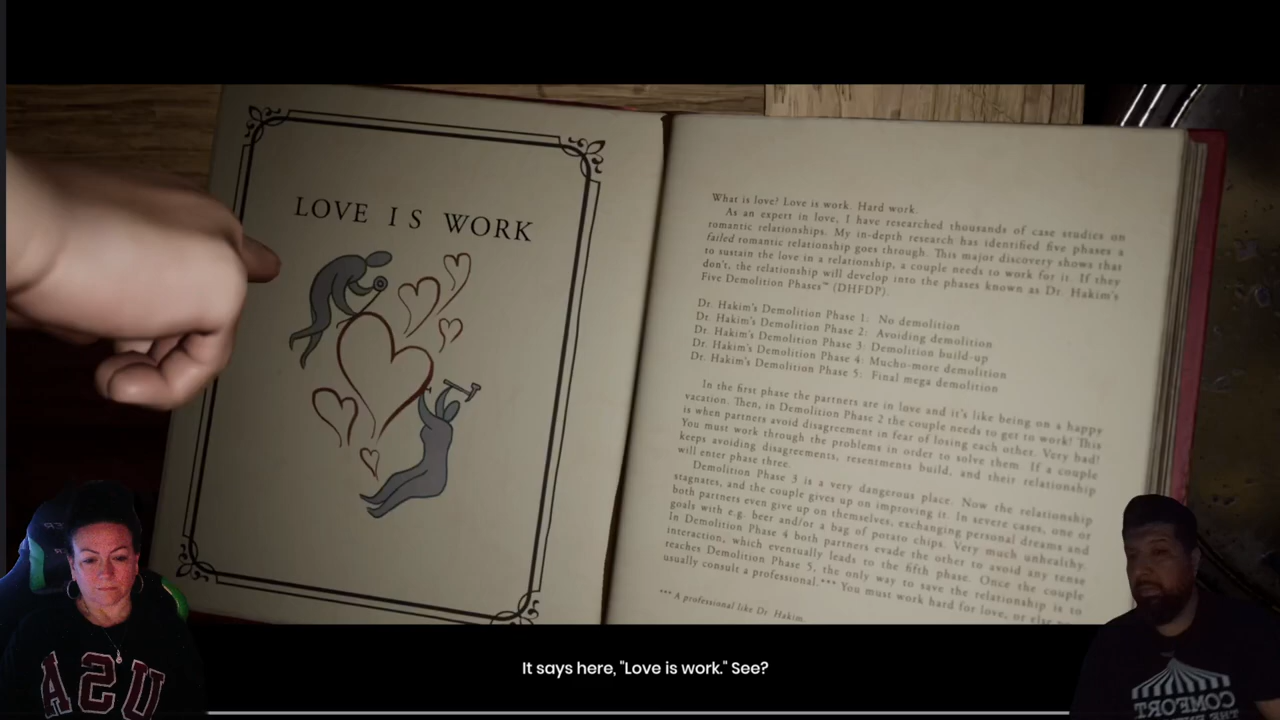 LOVE IS WORK
What is love? Love is work. Hard work.
As an expert in love, I have researched thousands of case studies on
romantic relationships. My in-depth research has identified five phases a
failed romantic relationship goes through. This major discovery shows that
to sustain the love in a relationship, a couple needs to work for it. If they
don't, the relationship will develop into the phases known as Dr. Hakim's
Five Demolition Phases™ (DHFDP).
Dr. Hakim's Demolition Phase 1: No demolition
Dr. Hakim's Demolition Phase 2: Avoiding demolition
Dr. Hakim's Demolition Phase 3: Demolition build-up
Dr. Hakim's Demolition Phase 4: Mucho-more demolition
Dr. Hakim's Demolition Phase 5: Final mega demolition
In the first phase the partners are in love and it's like being on a happy
vacation. Then, in Demolition Phase 2 the couple needs to get to work! This
is when partners avoid disagreement in fear of losing each other. Very bad!
You must work through the problems in order to solve them. If a couple
keeps avoiding disagreements, resentments build, and their relationship
will enter phase three.
Demolition Phase 3 is a very dangerous place. Now the relationship
stagnates, and the couple gives up on improving it. In severe cases, one or
both partners even give up on themselves, exchanging personal dreams and
goals with e.g. beer and/or a bag of potato chips. Very much unhealthy.
In Demolition Phase 4 both partners evade the other to avoid any tense
interaction, which eventually leads to the fifth phase. Once the couple
reaches Demolition Phase 5, the only way to save the relationship is to
usually consult a professional.*** You must work hard for love, or else
*** A professional like Dr. Hakim.
It says here, "Love is work." See?
USA
COMFORT